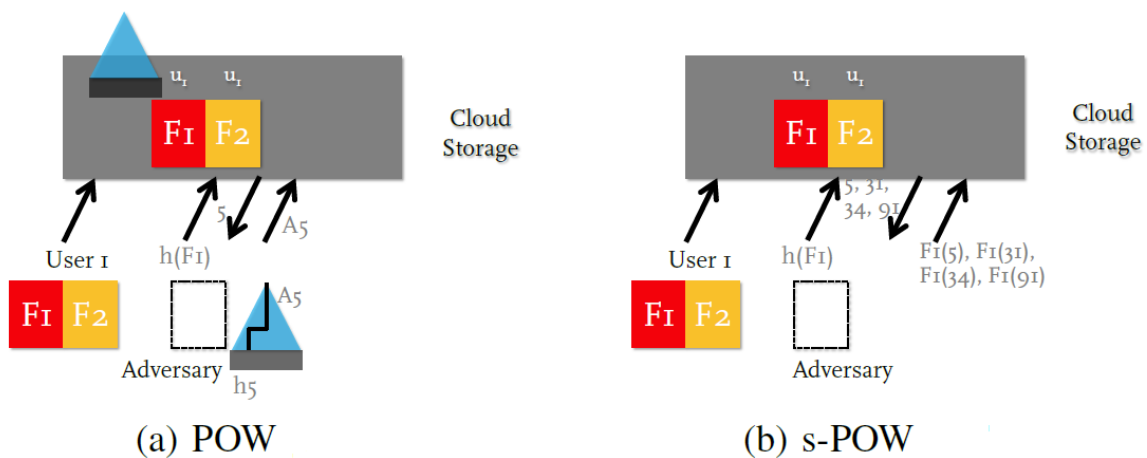 u₁ u₁
F1 F2
Cloud
Storage
5
A5
User 1
h(F1)
F1 F2
A5
Adversary
h5
(a) POW
u₁ u₁
F1 F2
Cloud
Storage
5, 31,
34, 91
User 1
h(F1)
F1(5), F1(31),
F1(34), F1(91)
F1 F2
Adversary
(b) s-POW